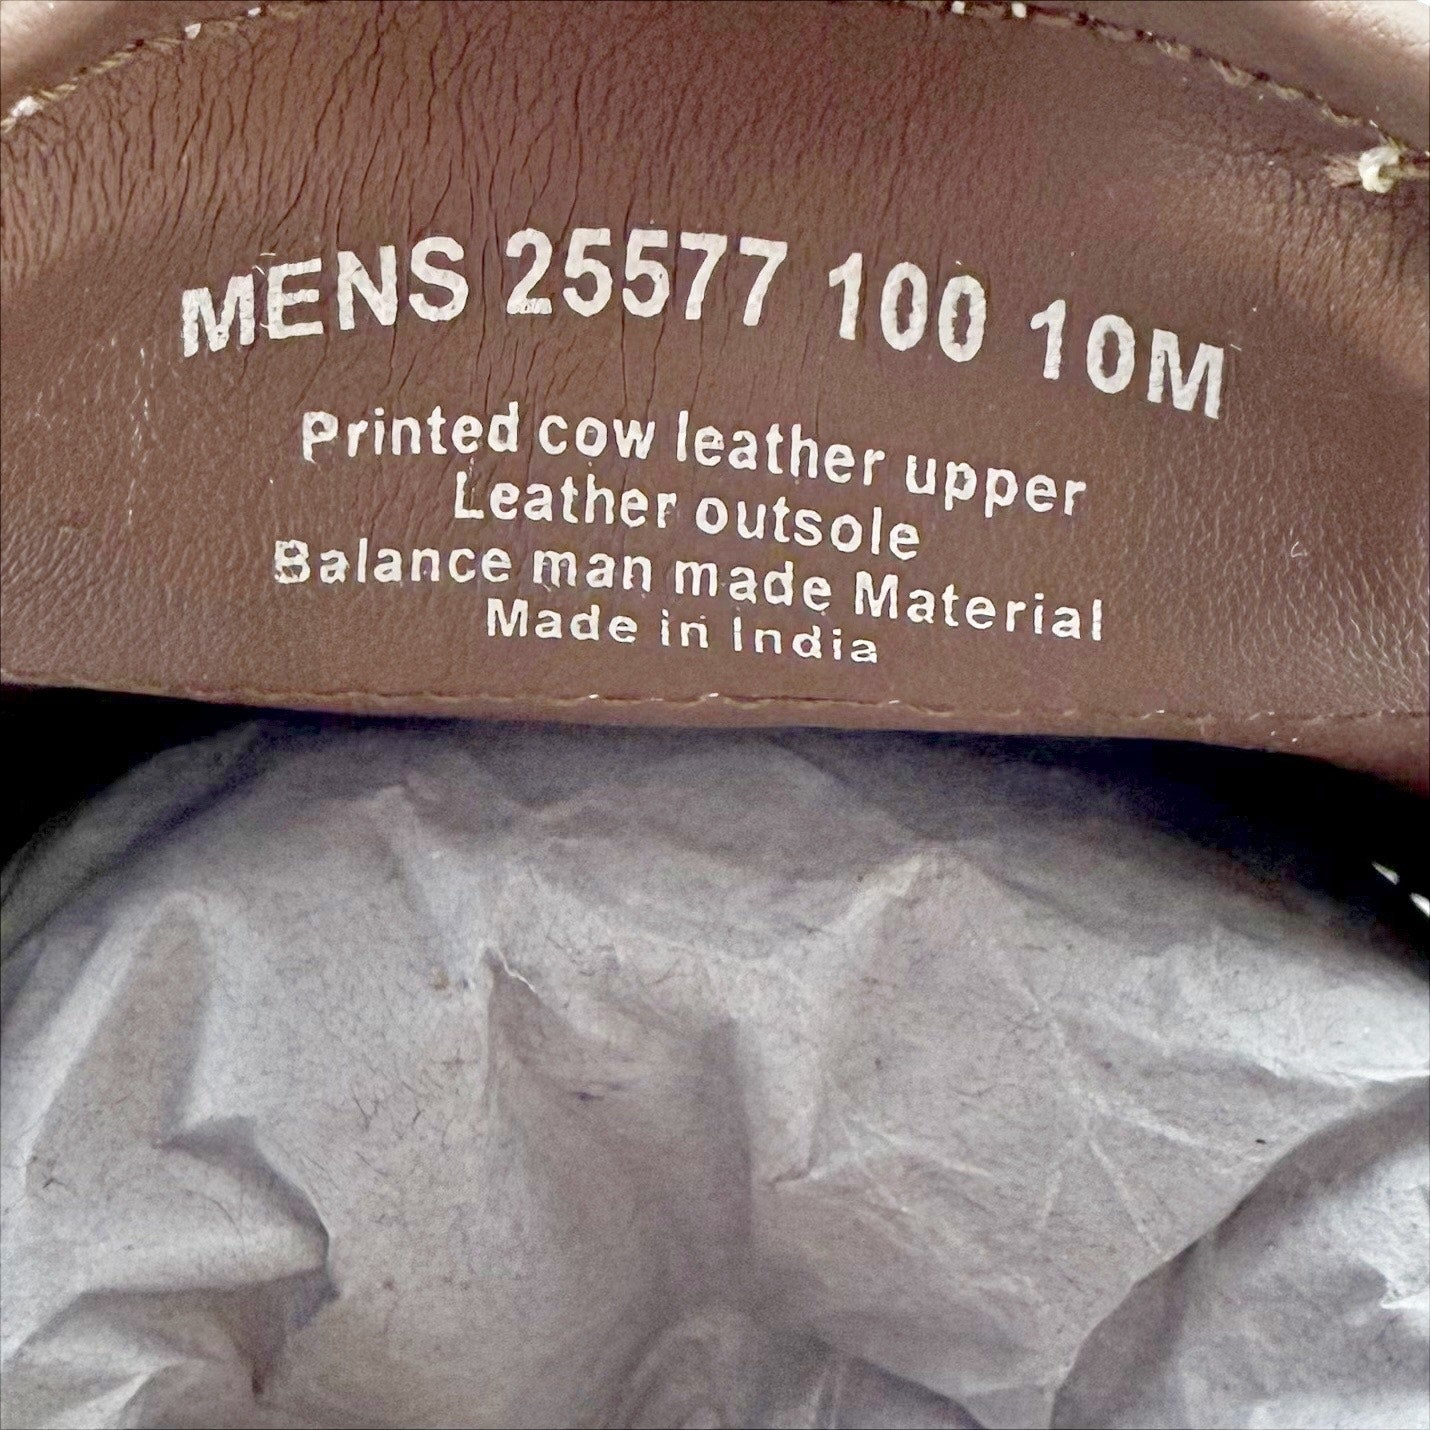 MENS 25577 100 10M
Printed cow leather upper
Leather outsole
Balance man made Material
Made in India